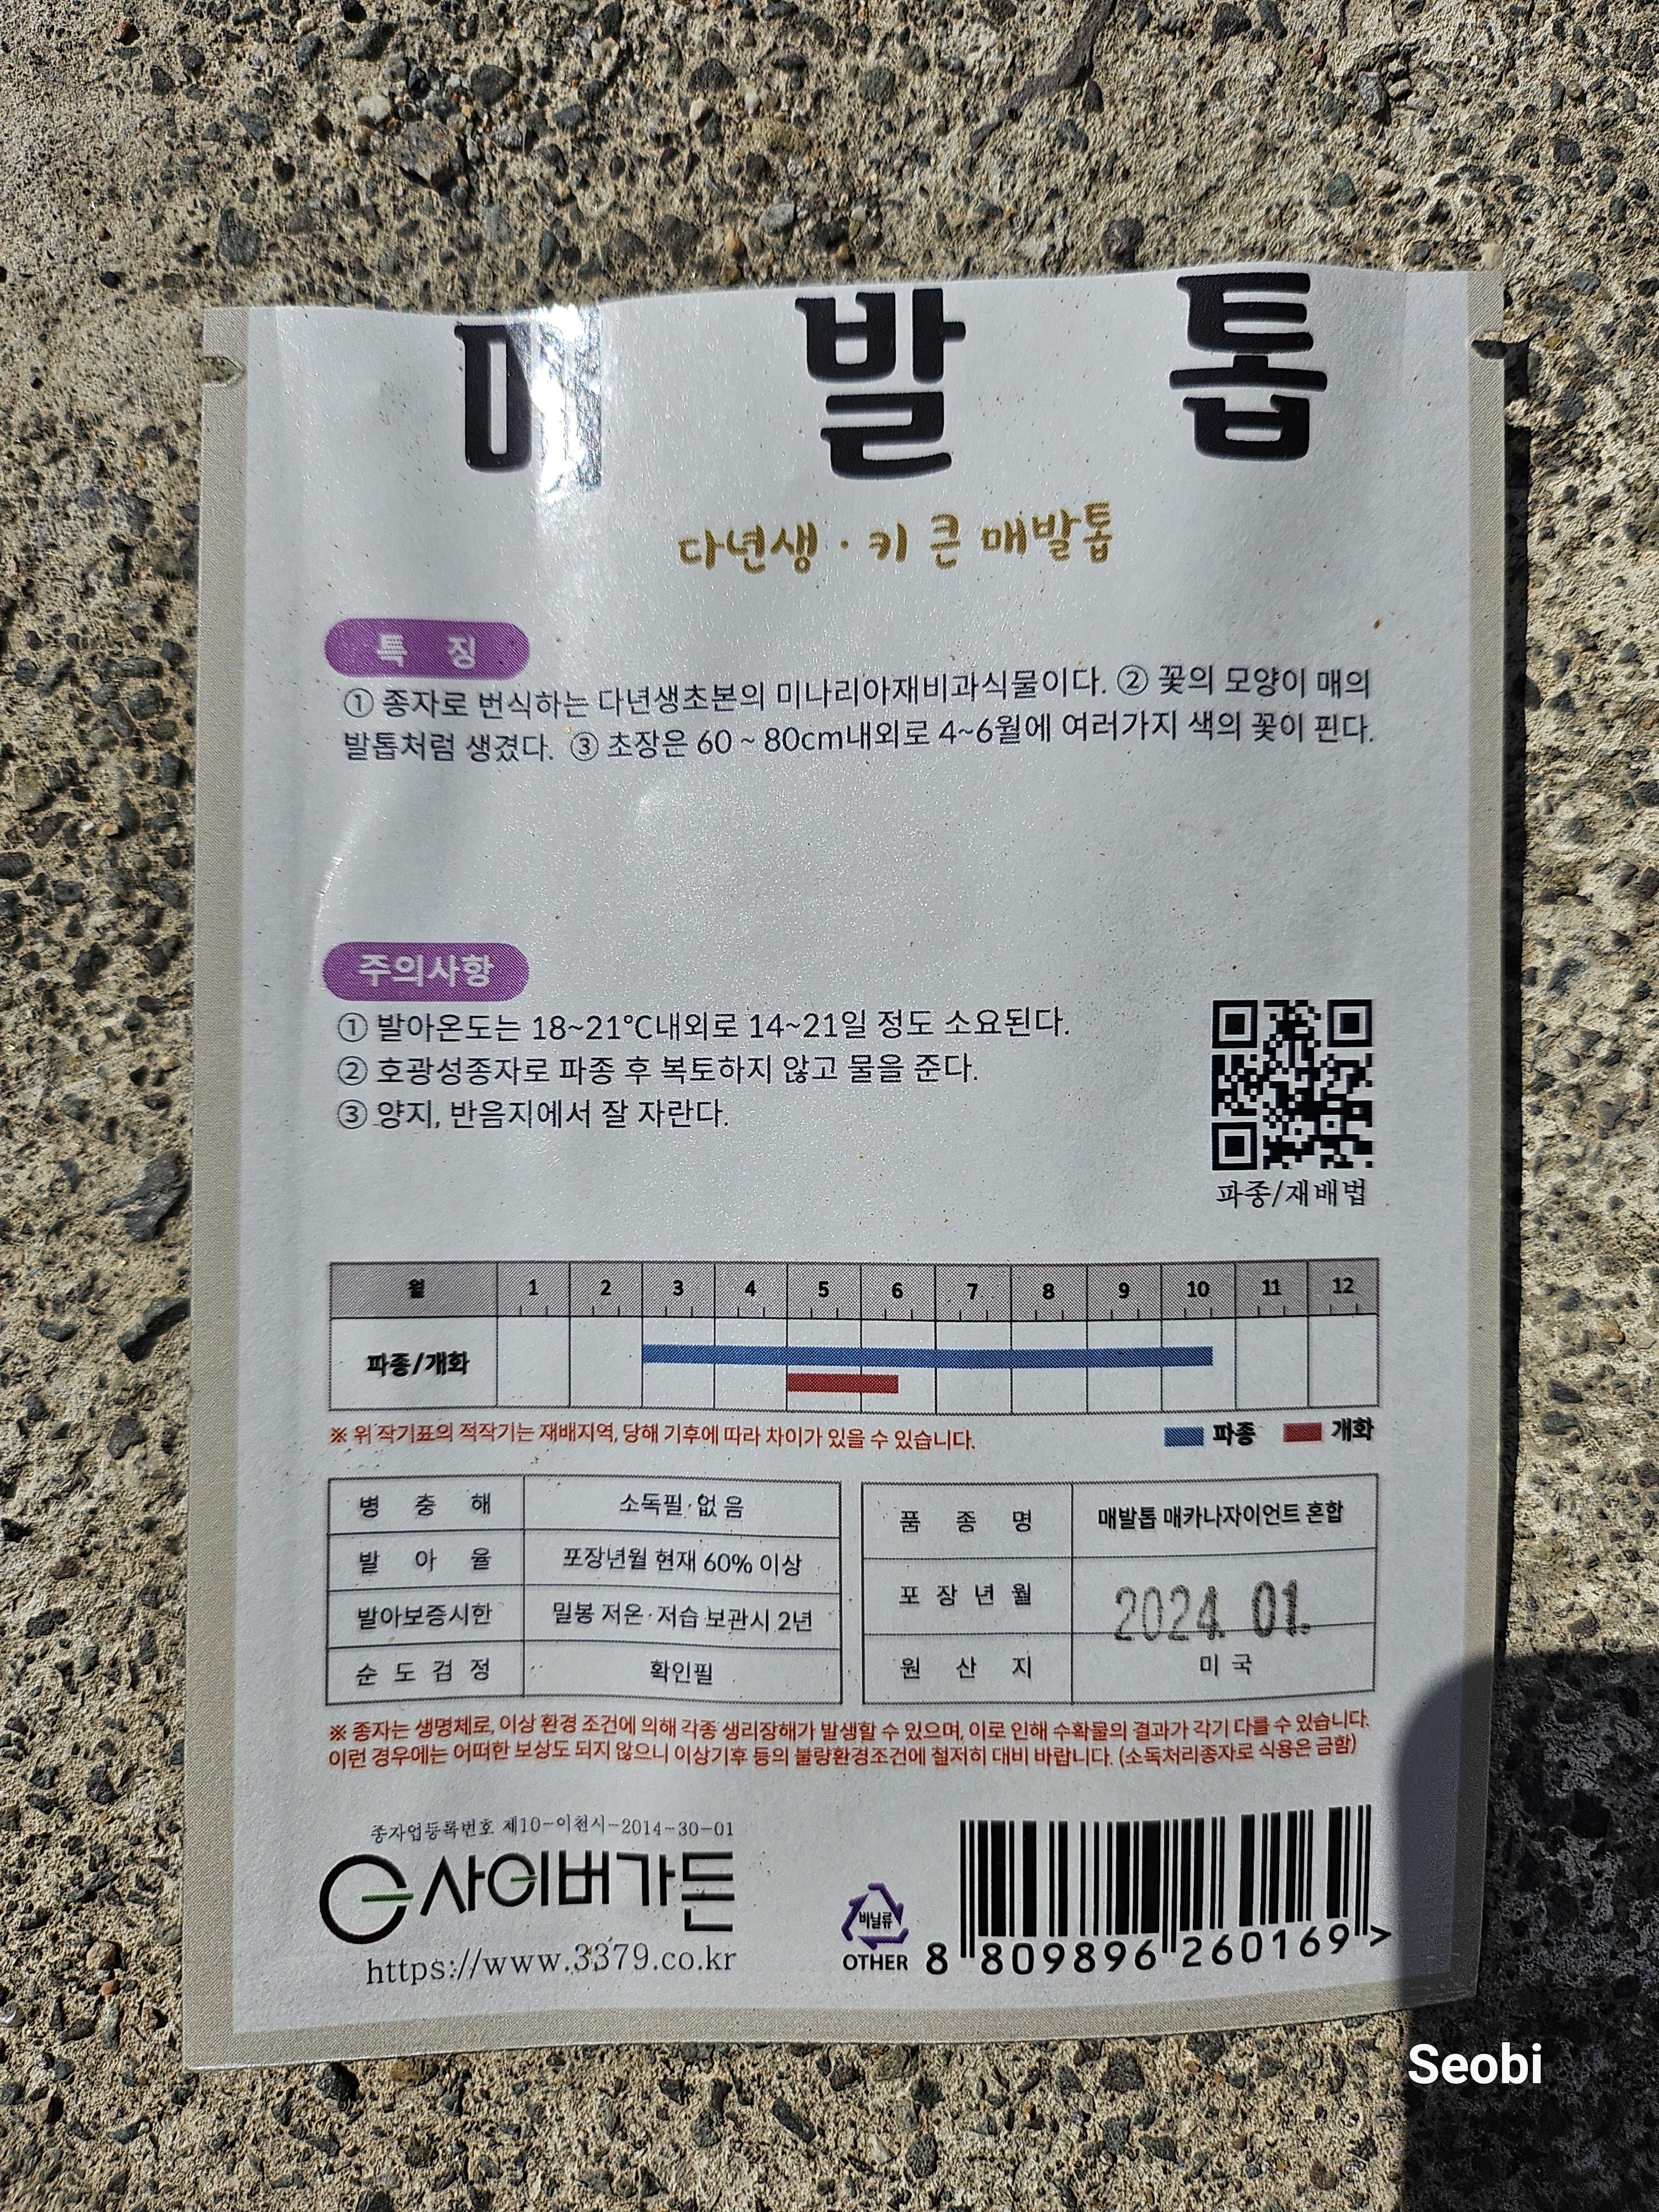 매 발 톱
다년생 · 키 큰 매발톱
특 징
① 종자로 번식하는 다년생초본의 미나리아재비과식물이다. ② 꽃의 모양이 매의
발톱처럼 생겼다. ③ 초장은 60 ~ 80cm내외로 4~6월에 여러가지 색의 꽃이 핀다.
주의사항
① 발아온도는 18~21℃내외로 14~21일 정도 소요된다.
② 호광성종자로 파종 후 복토하지 않고 물을 준다.
③ 양지, 반음지에서 잘 자란다.
파종/재배법
월 1 2 3 4 5 6 7 8 9 10 11 12
파종/개화
※ 위 작기표의 적작기는 재배지역, 당해 기후에 따라 차이가 있을 수 있습니다.
파종 개화
병 충 해 소독필·없음
발 아 율 포장년월 현재 60% 이상
발아보증시한 밀봉 저온·저습 보관시 2년
순 도 검 정 확인필
품 종 명 매발톱 매카나자이언트 혼합
포 장 년 월 2024. 01.
원 산 지 미 국
※ 종자는 생명체로, 이상 환경 조건에 의해 각종 생리장해가 발생할 수 있으며, 이로 인해 수확물의 결과가 각기 다를 수 있습니다.
이런 경우에는 어떠한 보상도 되지 않으니 이상기후 등의 불량환경조건에 철저히 대비 바랍니다. (소독처리종자로 식용은 금함)
종자업등록번호 제10-이천시-2014-30-01
사이버가든
https://www.3379.co.kr
비닐류
OTHER
8 809896 260169 >
Seobi